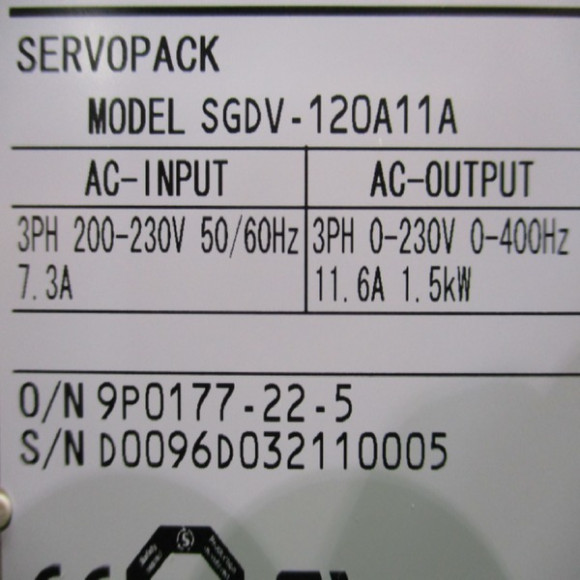 SERVOPACK
MODEL SGDV-120A11A
AC-INPUT AC-OUTPUT
3PH 200-230V 50/60Hz 3PH 0-230V 0-400Hz
7.3A 11.6A 1.5kW
O/N 9P0177-22-5
S/N D0096D032110005